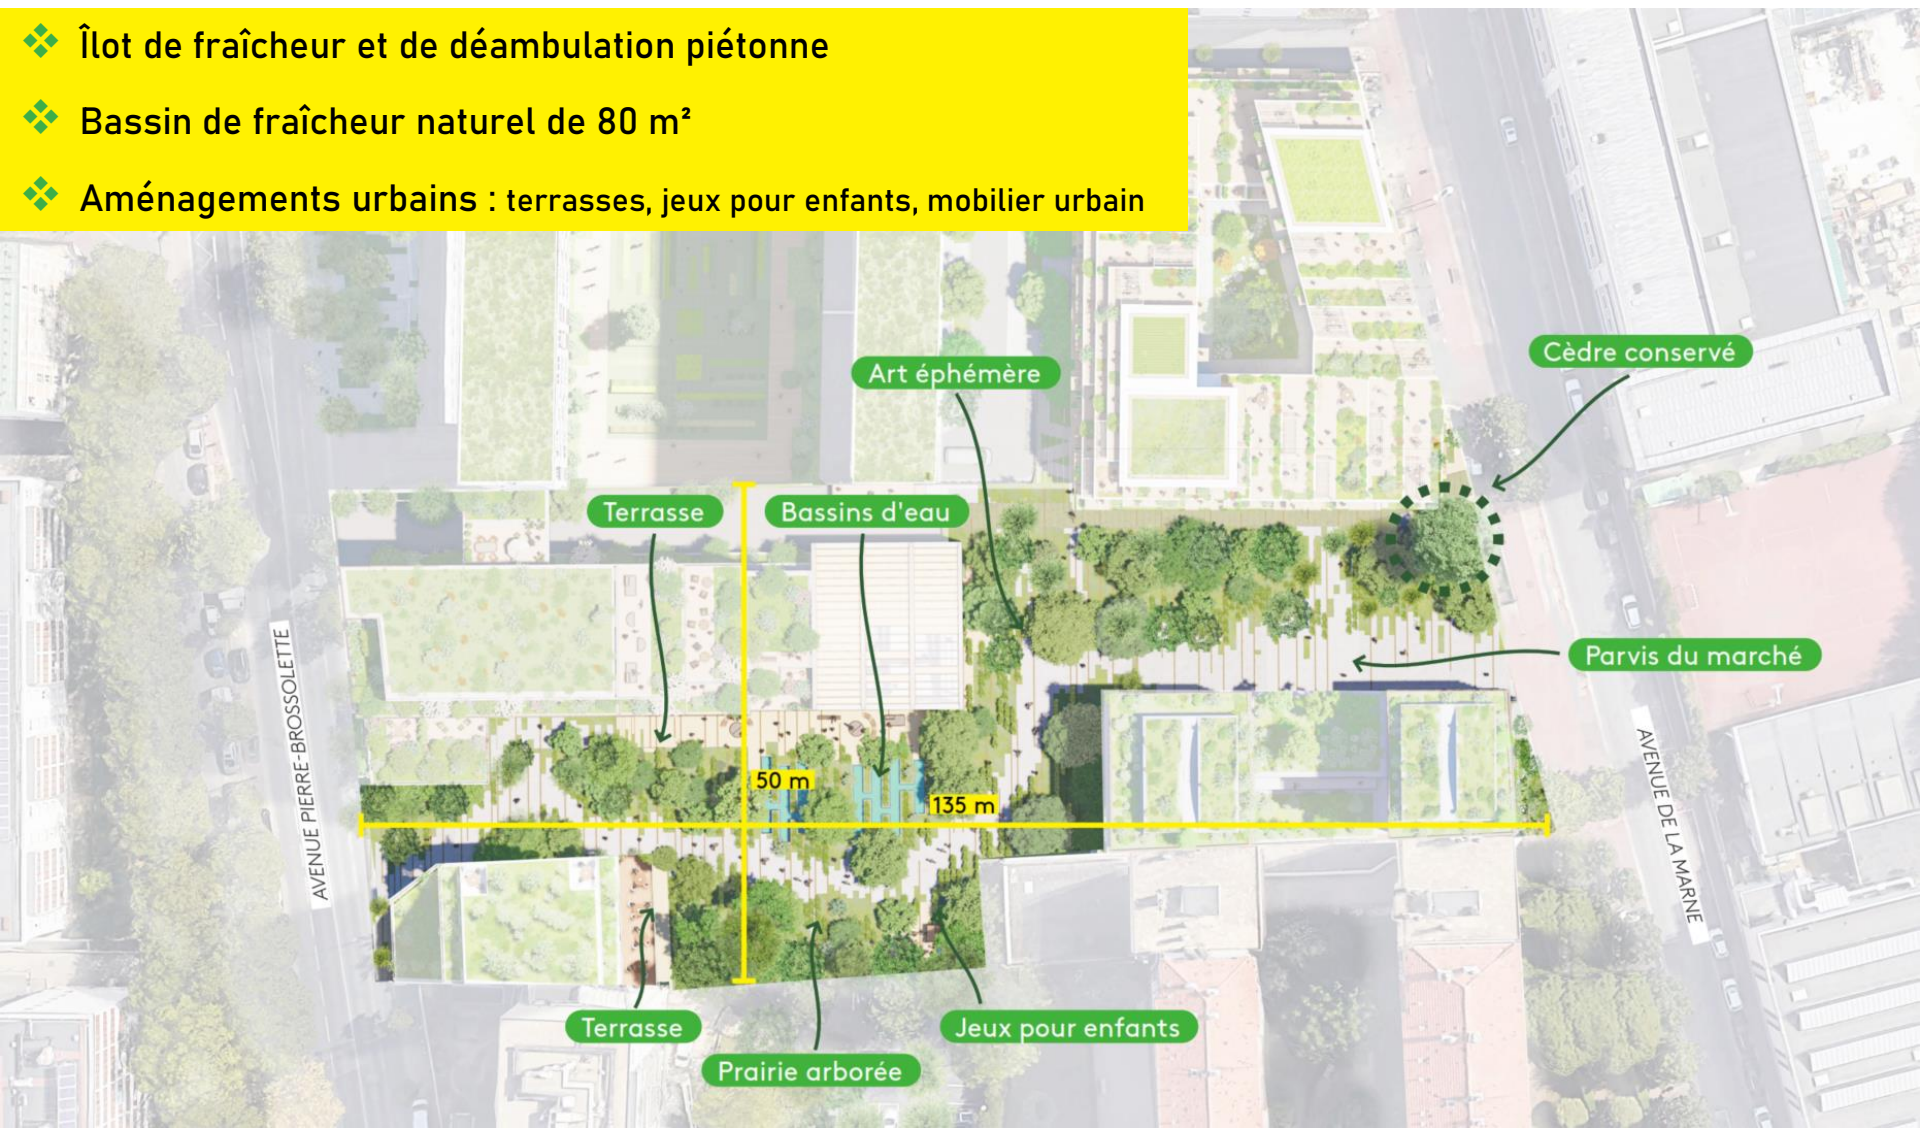 Îlot de fraîcheur et de déambulation piétonne
Bassin de fraîcheur naturel de 80 m²
Aménagements urbains : terrasses, jeux pour enfants, mobilier urbain
Cèdre conservé
Art éphémère
Terrasse
Bassins d'eau
Parvis du marché
AVENUE PIERRE-BROSSOLETTE
50 m
135 m
AVENUE DE LA MARNE
Terrasse
Jeux pour enfants
Prairie arborée